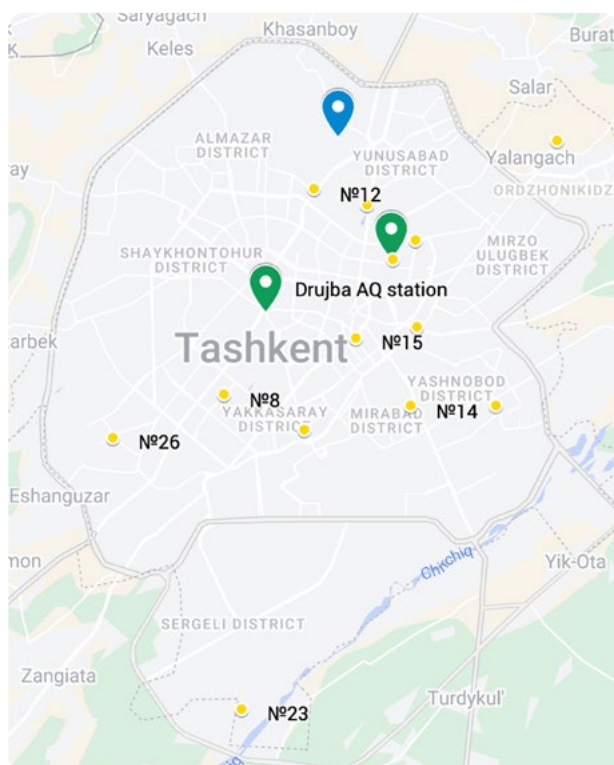 Saryagach
Khasanboy
Keles
Burat
Salar
ALMAZAR
DISTRICT
YUNUSABAD
DISTRICT
Yalangach
ray
ORDZHONIKIDZ
№12
SHAYKHONTOHUR
DISTRICT
MIRZO
ULUGBEK
DISTRICT
Drujba AQ station
arbek
Tashkent
№15
YASHNOBOD
DISTRICT
№8
№14
YAKKASARAY
DISTRICT
MIRABAD
DISTRICT
№26
Eshanguzar
mon
Chirchiq
Yik-Ota
SERGELI DISTRICT
Zangiata
Turdykul'
№23